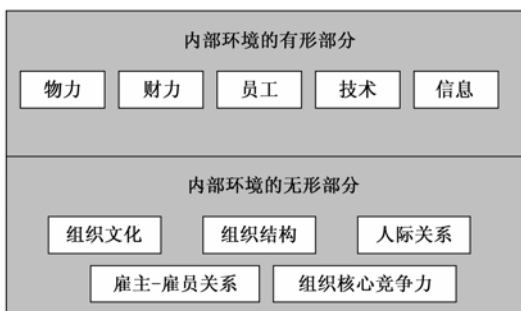 内部环境的有形部分
物力 财力 员工 技术 信息
内部环境的无形部分
组织文化 组织结构 人际关系
雇主-雇员关系 组织核心竞争力